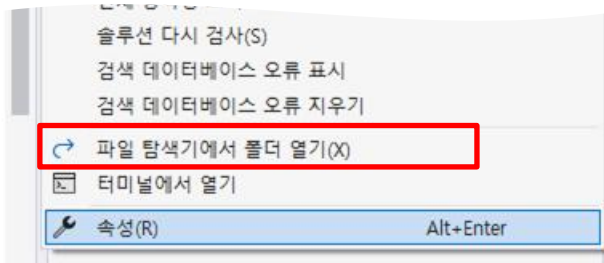 솔루션 다시 검사(S)
검색 데이터베이스 오류 표시
검색 데이터베이스 오류 지우기
파일 탐색기에서 폴더 열기(X)
터미널에서 열기
속성(R) Alt+Enter